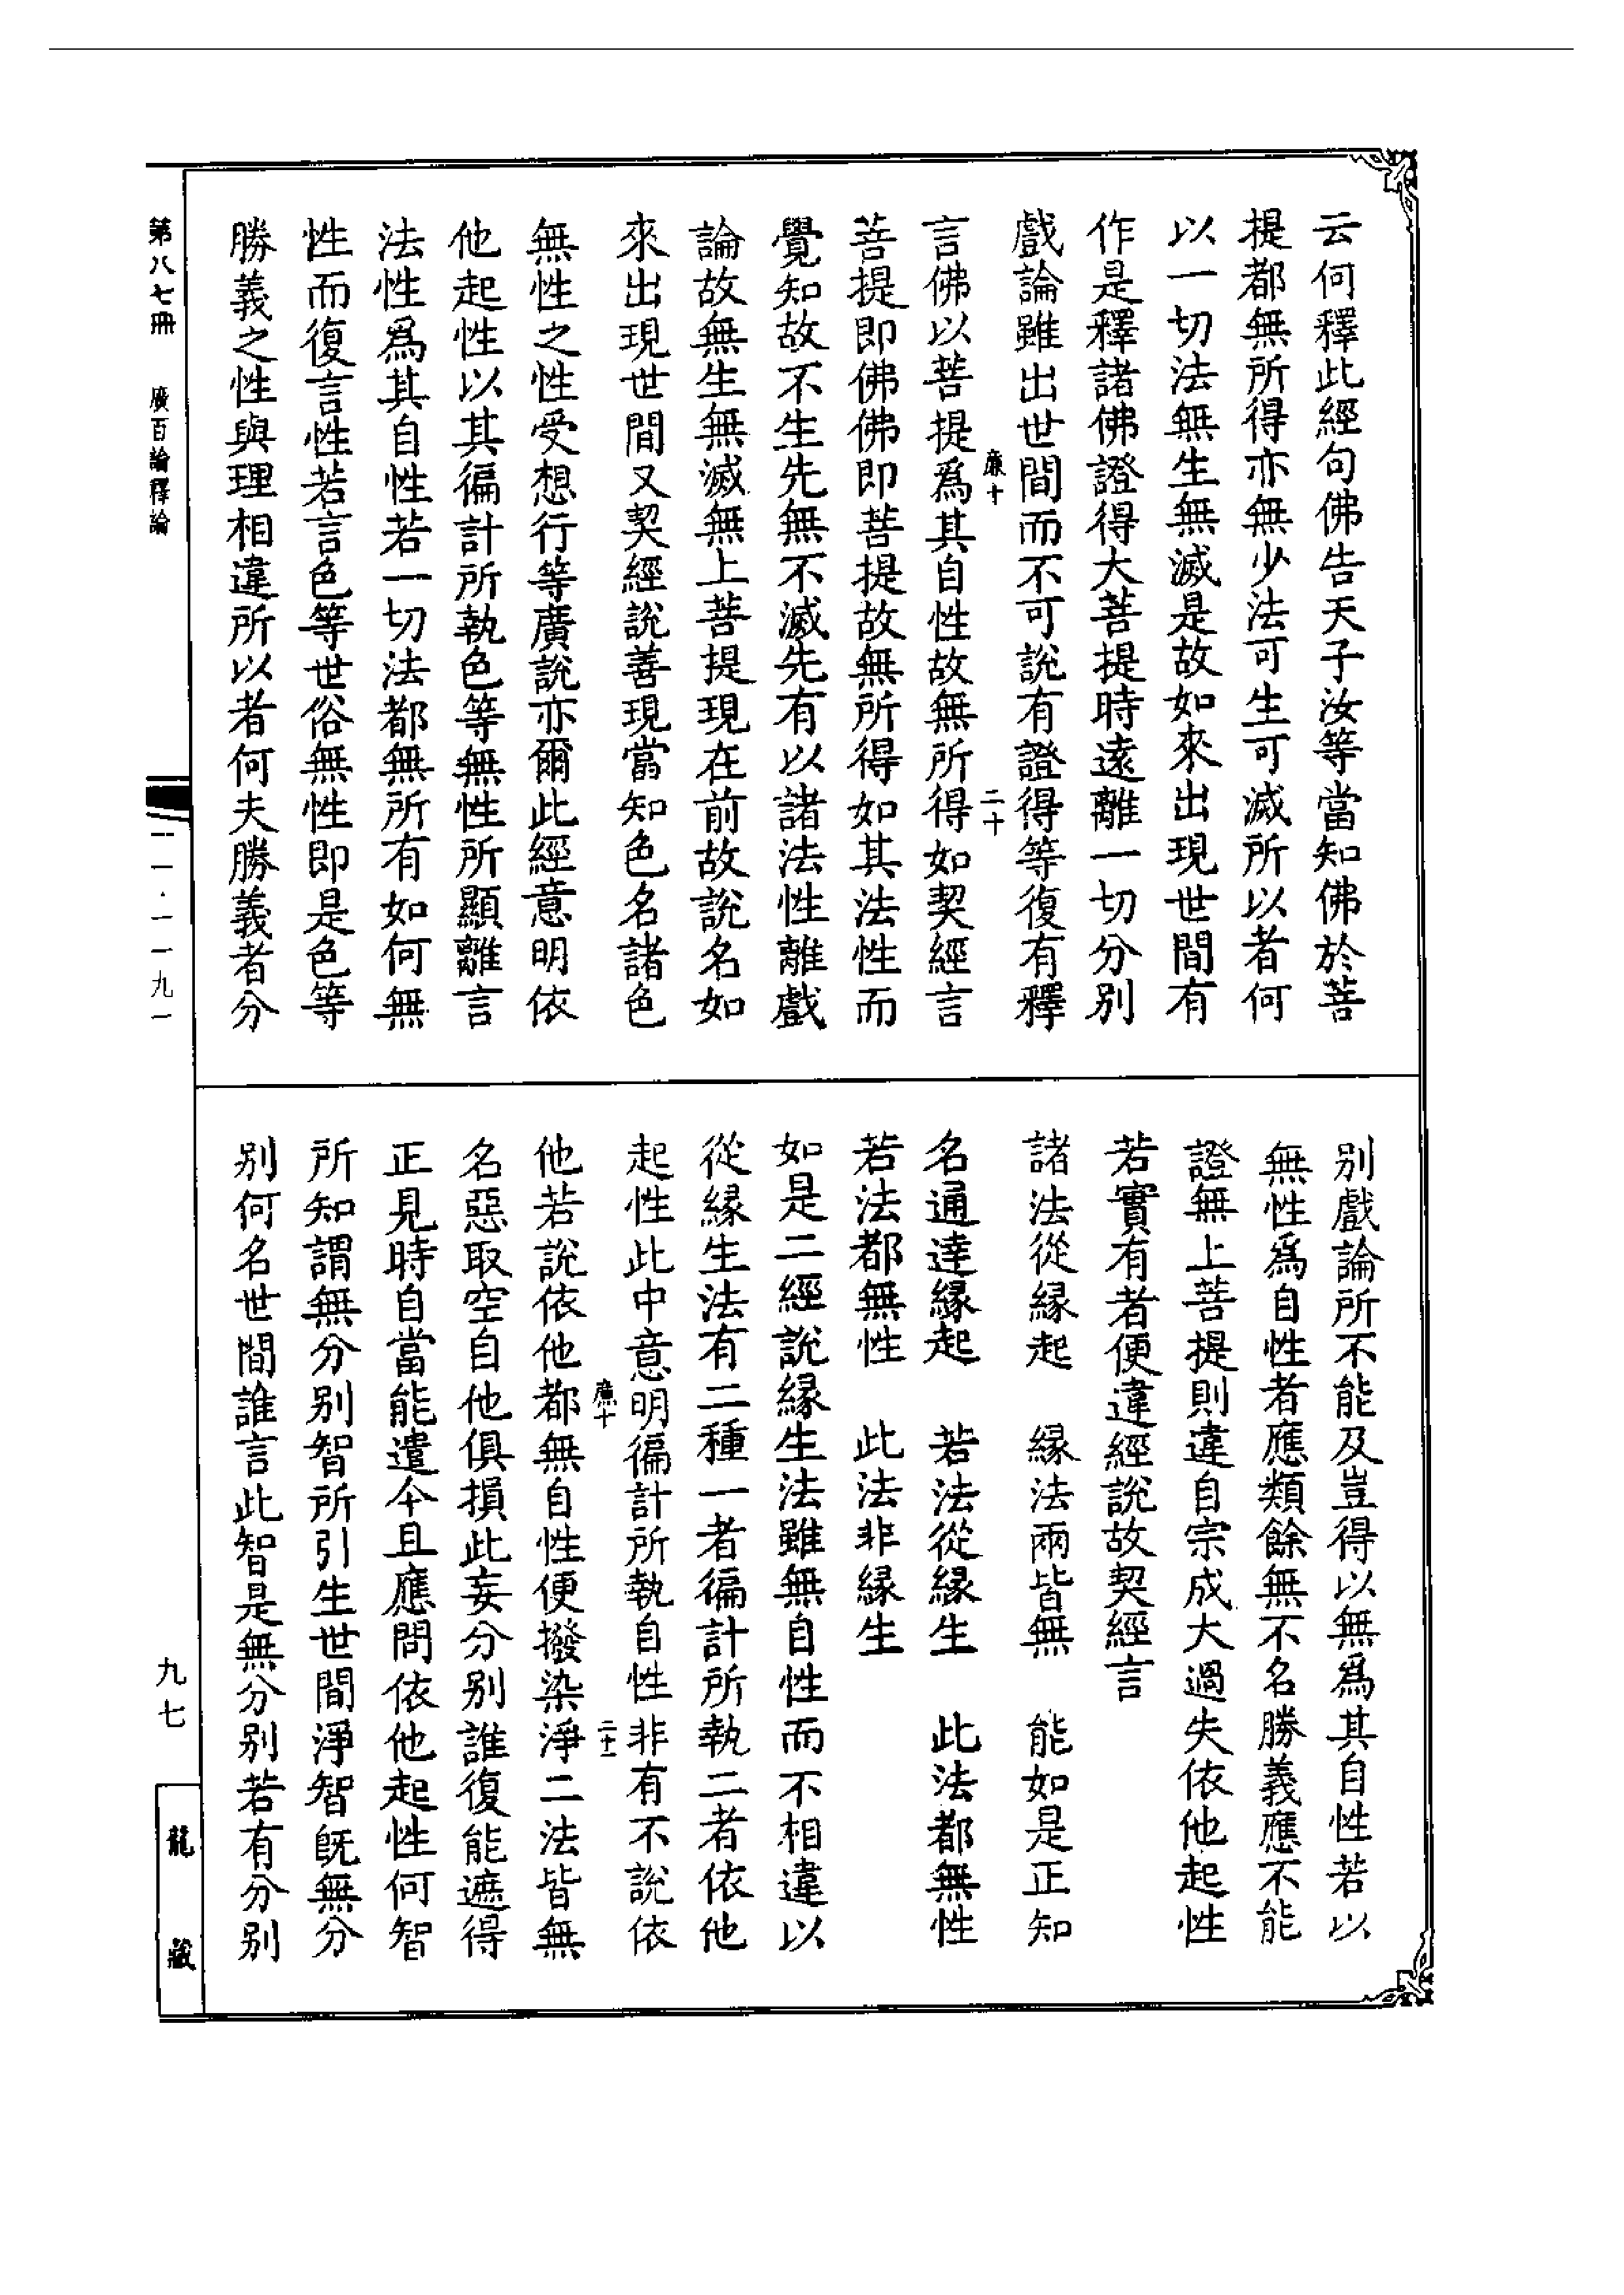 云何釋此經句佛告天子汝等當知佛於菩
提都無所得亦無少法可生可滅所以者何
以一切法無生無滅是故如來出現世間有
作是釋諸佛證得大菩提時遠離一切分別
戲論雖出世間而不可說有證得等復有釋
廉十 二十
言佛以菩提爲其自性故無所得如契經言
菩提即佛佛即菩提故無所得如其法性而
覺知故不生先無不滅先有以諸法性離戲
論故無生無滅無上菩提現在前故說名如
來出現世間又契經說善現當知色名諸色
無性之性受想行等廣說亦爾此經意明依
他起性以其徧計所執色等無性所顯離言
法性爲其自性若一切法都無所有如何無
性而復言性若言色等世俗無性即是色等
勝義之性與理相違所以者何夫勝義者分
別戲論所不能及豈得以無爲其自性若以
無性爲自性者應類餘無不名勝義應不能
證無上菩提則違自宗成大過失依他起性
若實有者便違經說故契經言
諸法從緣起 緣法兩皆無 能如是正知
名通達緣起 若法從緣生 此法都無性
若法都無性 此法非緣生
如是二經說緣生法雖無自性而不相違以
從緣生法有二種一者徧計所執二者依他
起性此中意明徧計所執自性非有不說依
廉十 二十一
他若說依他都無自性便撥染淨二法皆無
名惡取空自他俱損此妄分別誰復能遮得
正見時自當能遣今且應問依他起性何智
所知謂無分別智所引生世間淨智既無分
別何名世間誰言此智是無分別若有分別
第八七冊 廣百論釋論
一一·一一九一
九七
龍藏